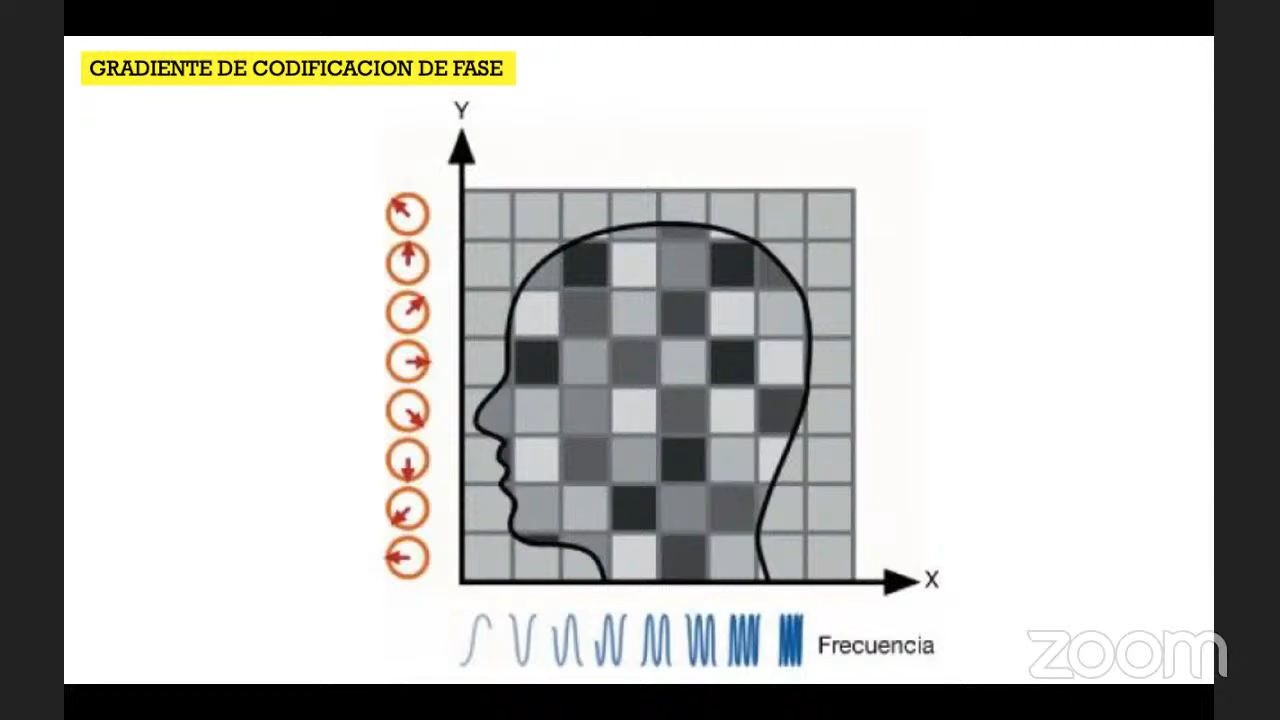 GRADIENTE DE CODIFICACION DE FASE
Y
X
Frecuencia
zoom